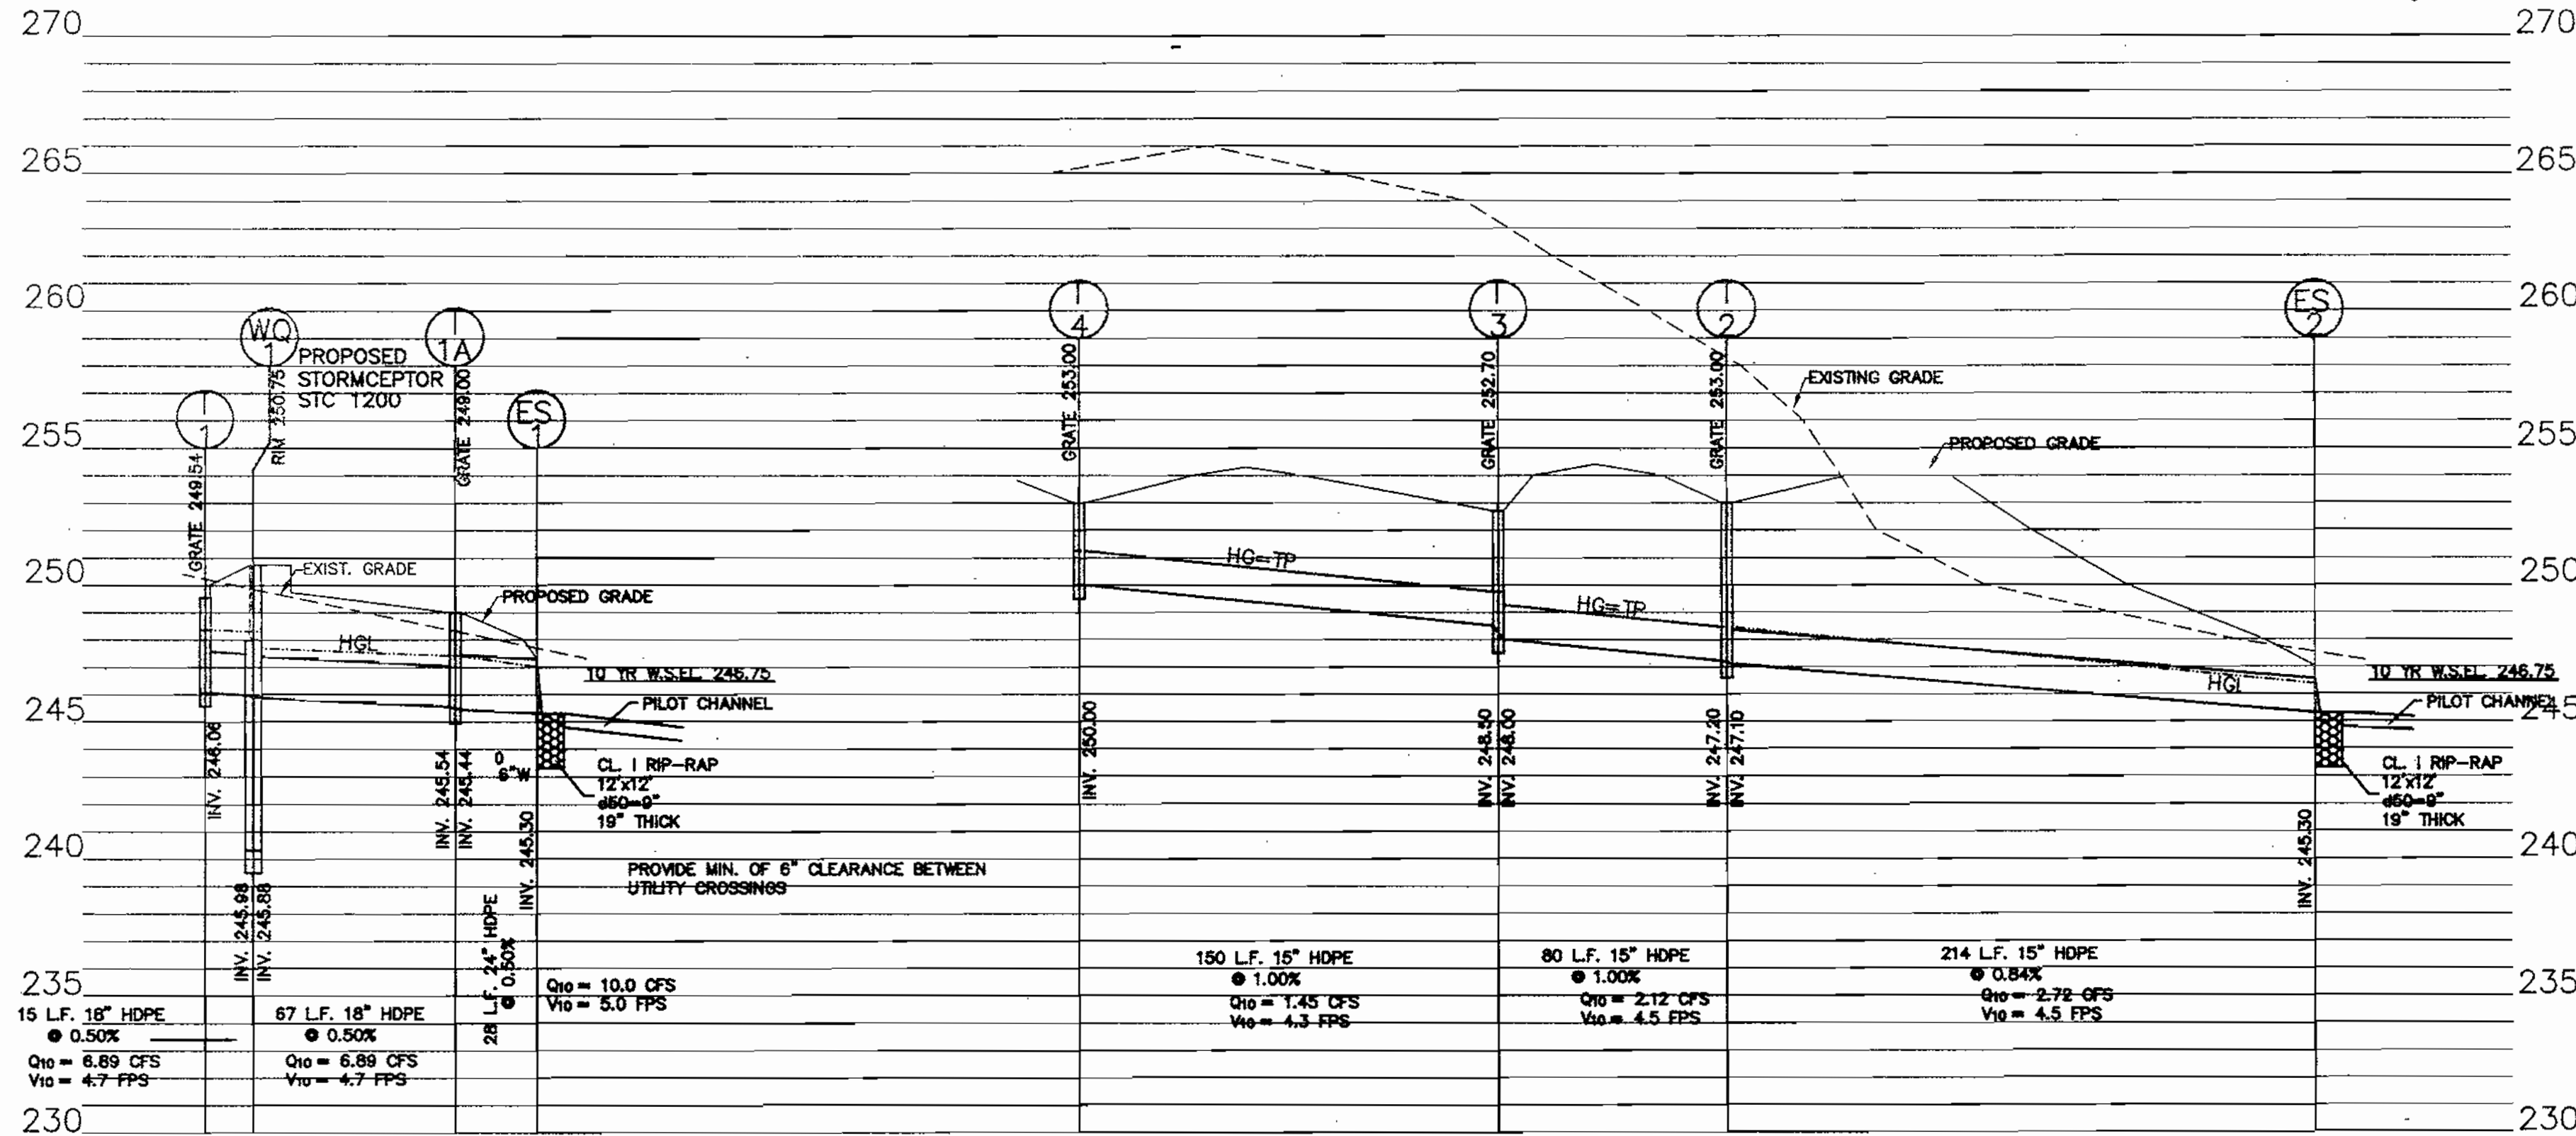 270
270
265
265
260
260
255
255
250
250
245
245
240
240
235
235
230
230
I
1
WQ
1
PROPOSED
STORMCEPTOR
STC 1200
I
1A
ES
1
I
4
I
3
I
2
ES
2
GRATE 249.54
RIM 250.75
GRATE 249.00
GRATE 253.00
GRATE 252.70
GRATE 253.00
EXISTING GRADE
PROPOSED GRADE
EXIST. GRADE
PROPOSED GRADE
HGL
HG=TP
HG=TP
HGL
10 YR W.S.EL. 246.75
PILOT CHANNEL
10 YR W.S.EL. 246.75
PILOT CHANNEL
INV. 246.06
INV. 245.98
INV. 245.88
INV. 245.54
INV. 245.44
0
6"W
INV. 245.30
CL. I RIP-RAP
12'x12'
d50=9"
19" THICK
INV. 250.00
INV. 248.50
INV. 248.00
INV. 247.20
INV. 247.10
INV. 245.30
CL. I RIP-RAP
12'x12'
d50=9"
19" THICK
PROVIDE MIN. OF 6" CLEARANCE BETWEEN
UTILITY CROSSINGS
15 L.F. 18" HDPE
@ 0.50%
Q10 = 6.89 CFS
V10 = 4.7 FPS
67 L.F. 18" HDPE
@ 0.50%
Q10 = 6.89 CFS
V10 = 4.7 FPS
28 L.F. 24" HDPE
@ 0.50%
Q10 = 10.0 CFS
V10 = 5.0 FPS
150 L.F. 15" HDPE
@ 1.00%
Q10 = 1.45 CFS
V10 = 4.3 FPS
80 L.F. 15" HDPE
@ 1.00%
Q10 = 2.12 CFS
V10 = 4.5 FPS
214 L.F. 15" HDPE
@ 0.84%
Q10 = 2.72 CFS
V10 = 4.5 FPS